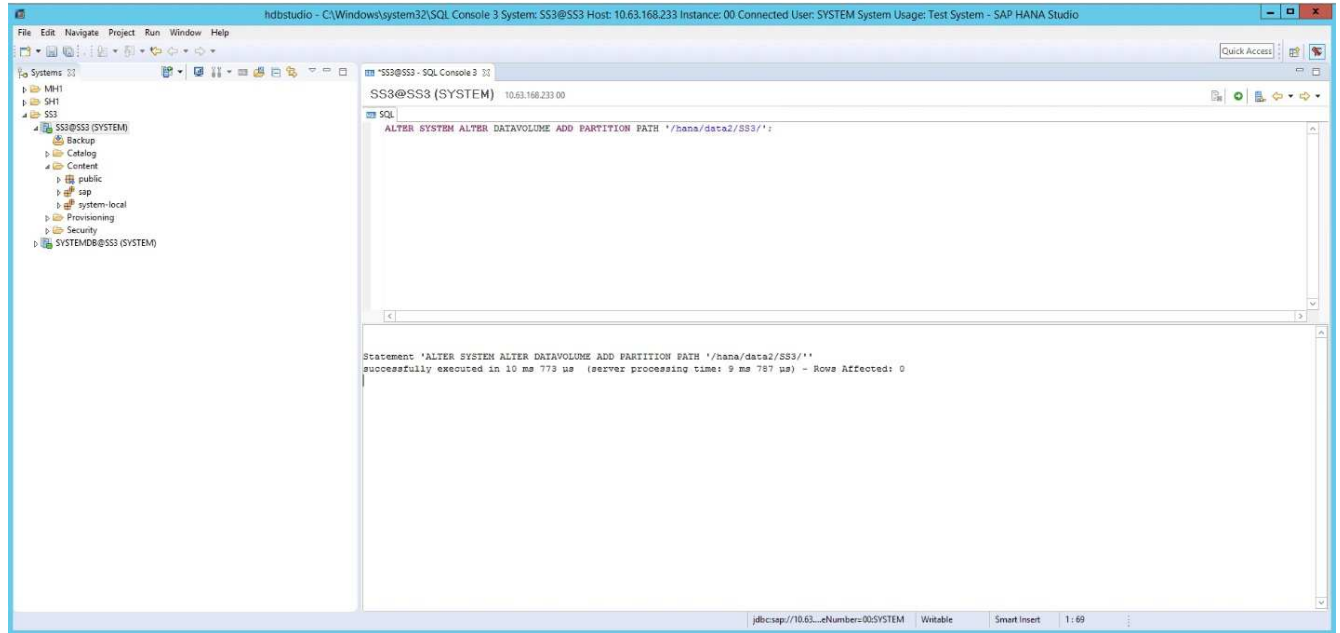 hdbstudio - C:\Windows\system32\SQL Console 3 System: SS3@SS3 Host: 10.63.168.233 Instance: 00 Connected User: SYSTEM System Usage: Test System - SAP HANA Studio
File Edit Navigate Project Run Window Help
Quick Access
Systems
*SS3@SS3 - SQL Console 3
MH1
SH1
SS3
SS3@SS3 (SYSTEM)
Backup
Catalog
Content
public
sap
system-local
Provisioning
Security
SYSTEMDB@SS3 (SYSTEM)
SS3@SS3 (SYSTEM) 10.63.168.233 00
SQL
ALTER SYSTEM ALTER DATAVOLUME ADD PARTITION PATH '/hana/data2/SS3/';
Statement 'ALTER SYSTEM ALTER DATAVOLUME ADD PARTITION PATH '/hana/data2/SS3/''
successfully executed in 10 ms 773 µs (server processing time: 9 ms 787 µs) - Rows Affected: 0
jdbc:sap://10.63....eNumber=00:SYSTEM Writable Smart Insert 1 : 69